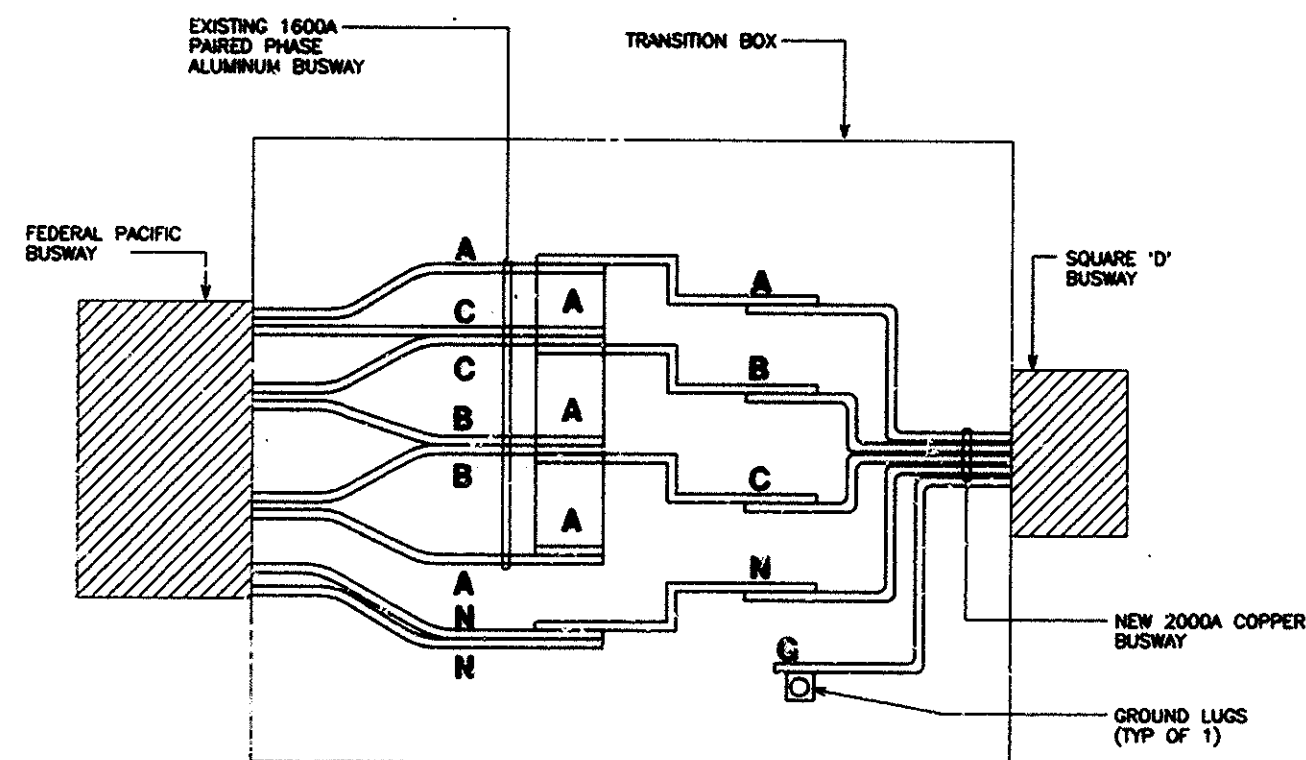 EXISTING 1600A
PAIRED PHASE
ALUMINUM BUSWAY
TRANSITION BOX
FEDERAL PACIFIC
BUSWAY
SQUARE 'D'
BUSWAY
A
C
C
B
B
A
N
N
A
A
A
A
B
C
N
G
NEW 2000A COPPER
BUSWAY
GROUND LUGS
(TYP OF 1)